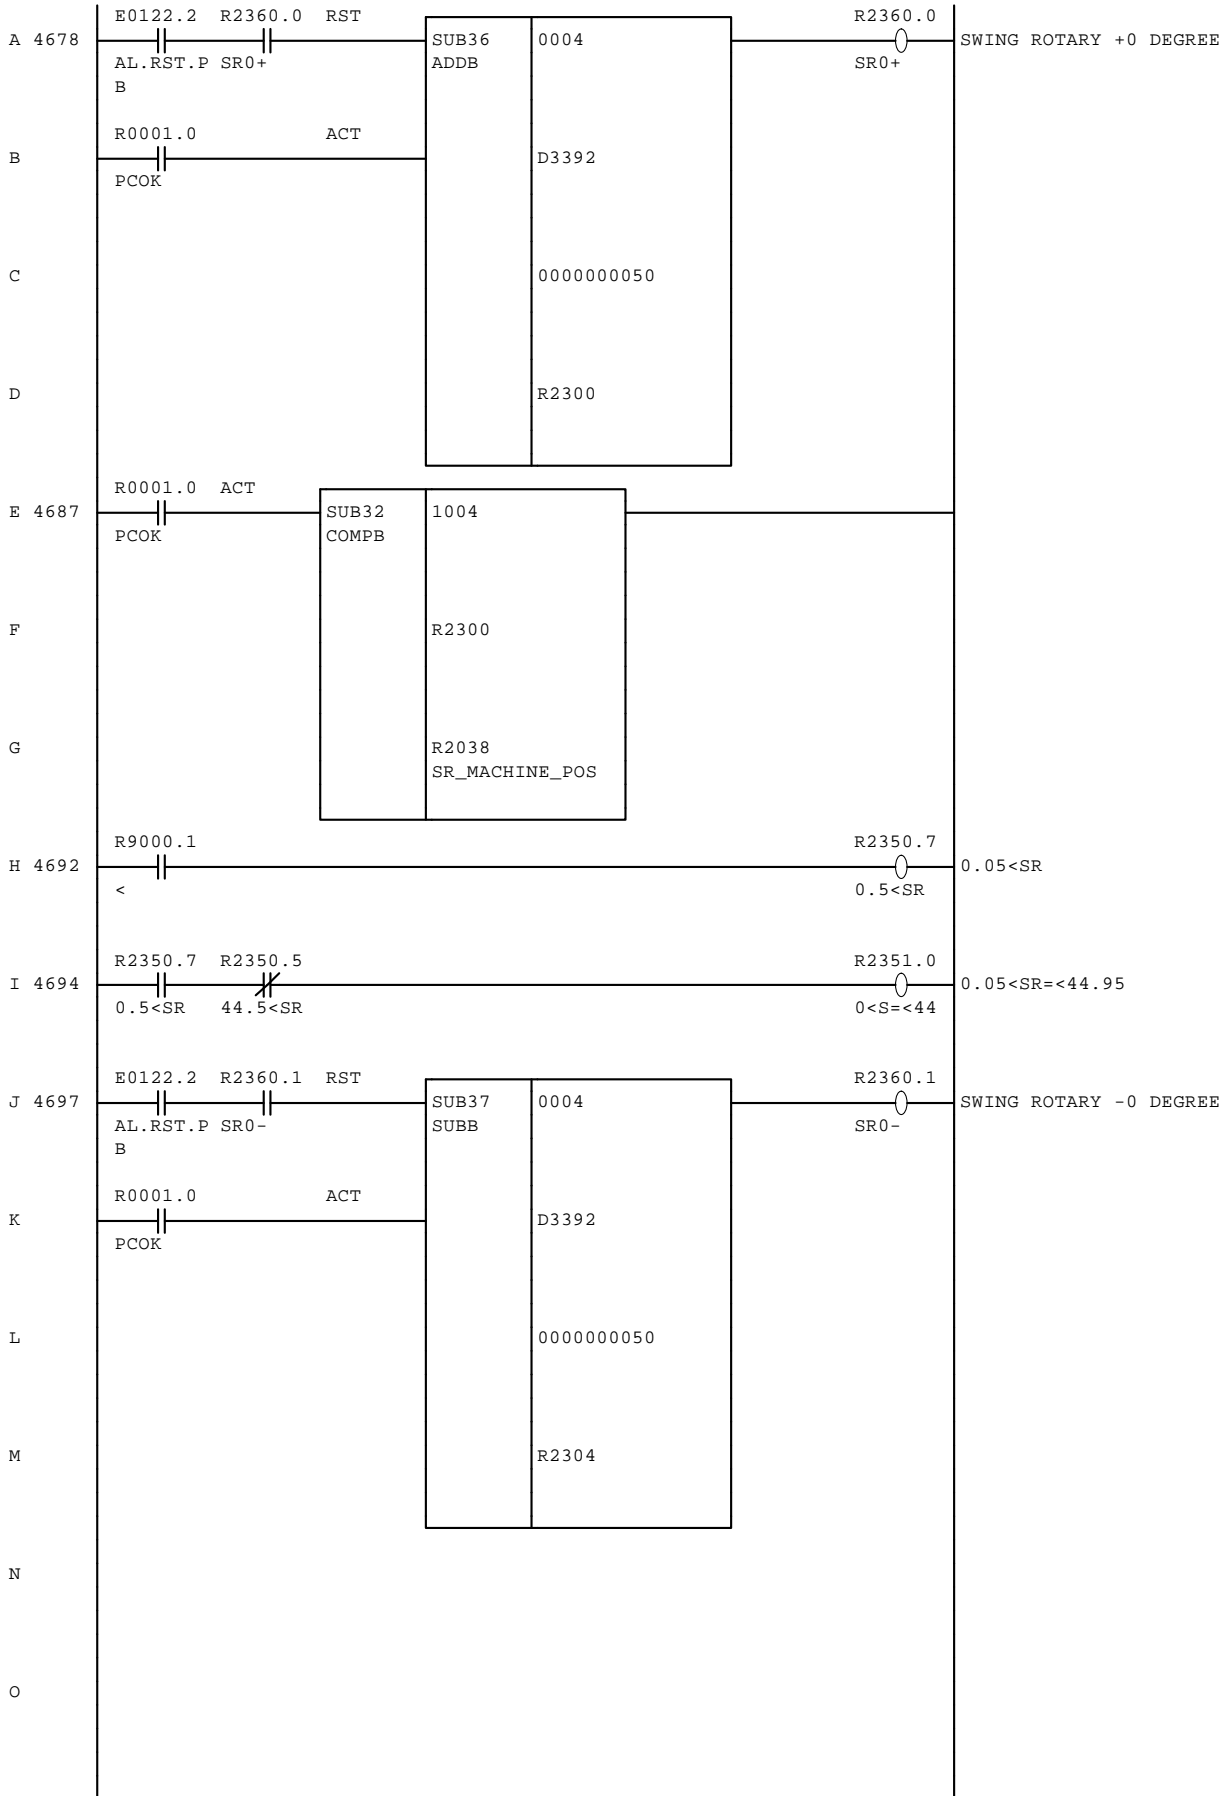 E0122.2 R2360.0 RST R2360.0
A 4678 SUB36 0004 SWING ROTARY +0 DEGREE
AL.RST.P SR0+ ADDB SR0+
B
R0001.0 ACT
B D3392
PCOK
C 0000000050
D R2300
R0001.0 ACT
E 4687 SUB32 1004
PCOK COMPB
F R2300
G R2038
SR_MACHINE_POS
R9000.1 R2350.7
H 4692 0.05<SR
< 0.5<SR
R2350.7 R2350.5 R2351.0
I 4694 0.05<SR=<44.95
0.5<SR 44.5<SR 0<S=<44
E0122.2 R2360.1 RST R2360.1
J 4697 SUB37 0004 SWING ROTARY -0 DEGREE
AL.RST.P SR0- SUBB SR0-
B
R0001.0 ACT
K D3392
PCOK
L 0000000050
M R2304
N
O